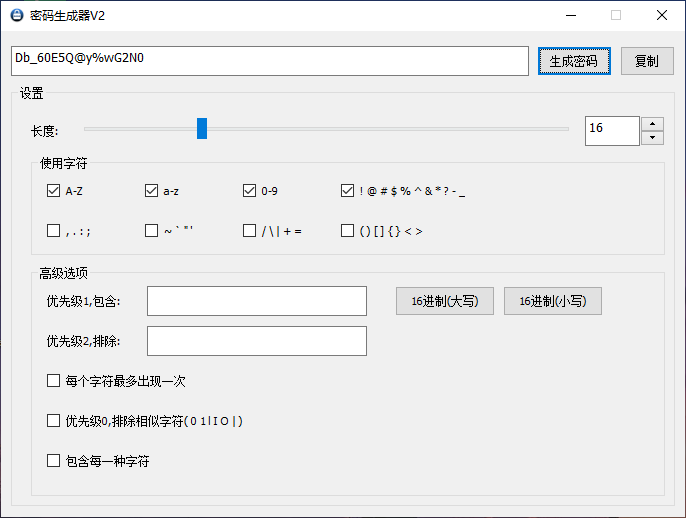 密码生成器V2
Db_60E5Q@y%wG2N0
生成密码
复制
设置
长度:
16
使用字符
A-Z
a-z
0-9
! @ # $ % ^ & * ? - _
, . : ;
~ ` " '
/ \ | + =
( ) [ ] { } < >
高级选项
优先级1,包含:
16进制(大写)
16进制(小写)
优先级2,排除:
每个字符最多出现一次
优先级0,排除相似字符( 0 1 l I O | )
包含每一种字符